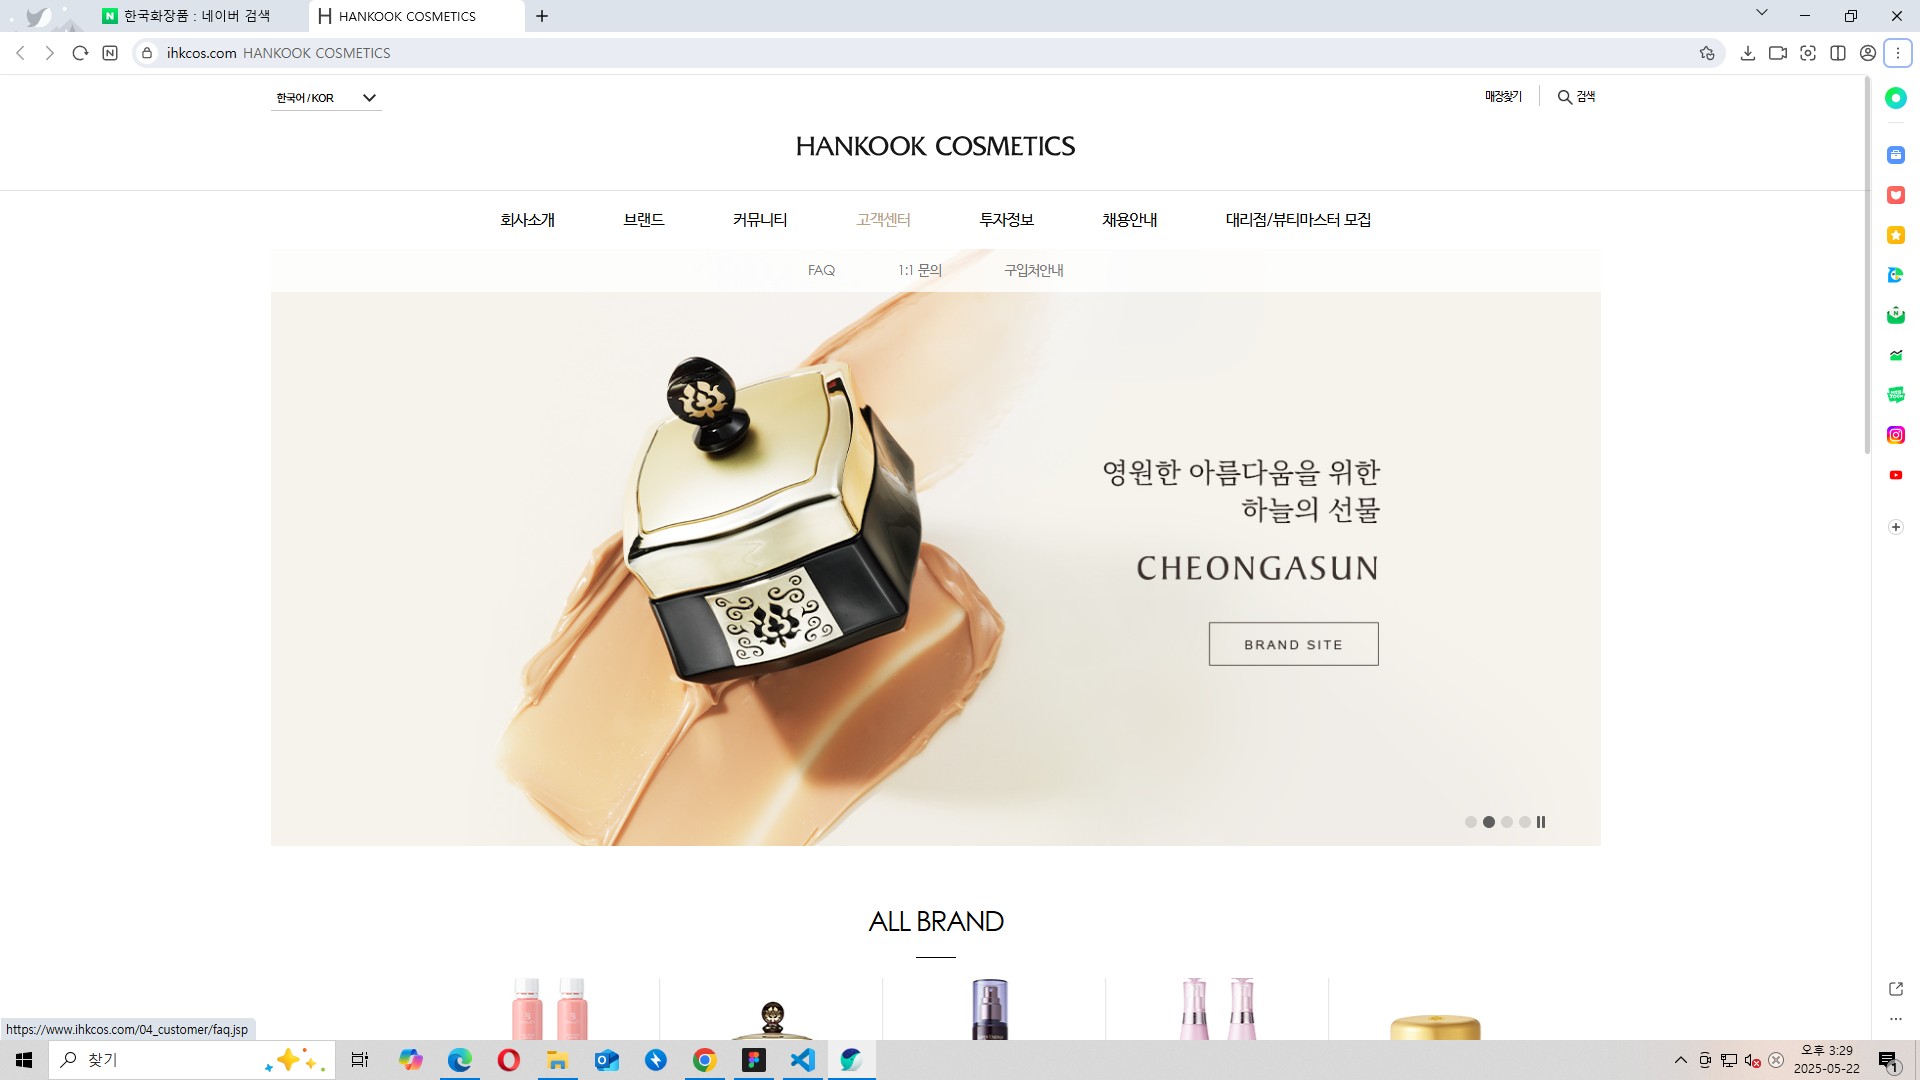 한국화장품 : 네이버 검색
HANKOOK COSMETICS
ihkcos.com HANKOOK COSMETICS
한국어 / KOR
매장찾기
검색
HANKOOK COSMETICS
회사소개 브랜드 커뮤니티 고객센터 투자정보 채용안내 대리점/뷰티마스터 모집
FAQ 1:1 문의 구입처안내
영원한 아름다움을 위한
하늘의 선물
CHEONGASUN
BRAND SITE
ALL BRAND
https://www.ihkcos.com/04_customer/faq.jsp
찾기
오후 3:29
2025-05-22
1